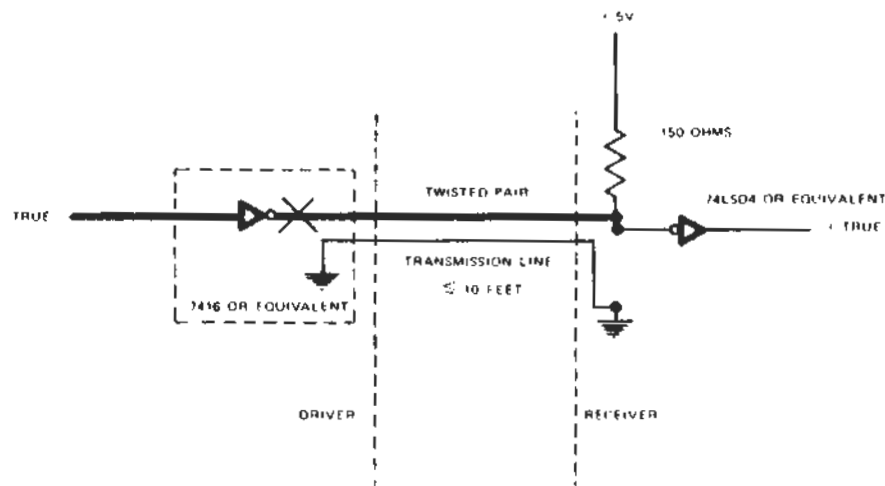 + 5V
150 OHMS
74LS04 OR EQUIVALENT
TWISTED PAIR
TRUE
+ TRUE
TRANSMISSION LINE
≤ 10 FEET
7416 OR EQUIVALENT
DRIVER
RECEIVER